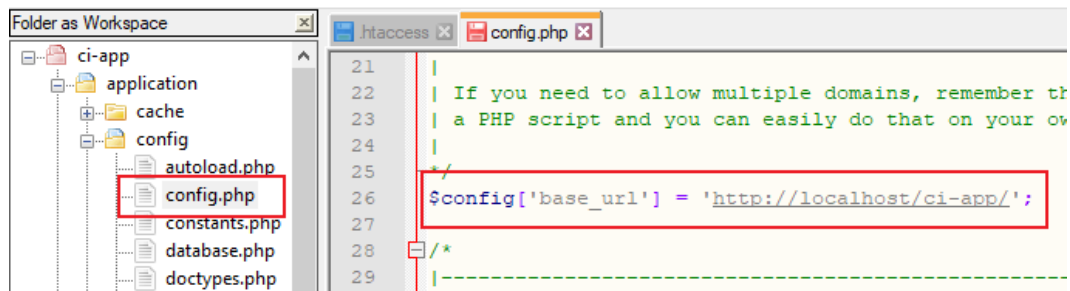 Folder as Workspace
ci-app
application
cache
config
autoload.php
config.php
constants.php
database.php
doctypes.php
.htaccess
config.php
21 |
22 | If you need to allow multiple domains, remember
23 | a PHP script and you can easily do that on your
24 |
25 */
26 $config['base_url'] = 'http://localhost/ci-app/';
27
28 /*
29 |--------------------------------------------------